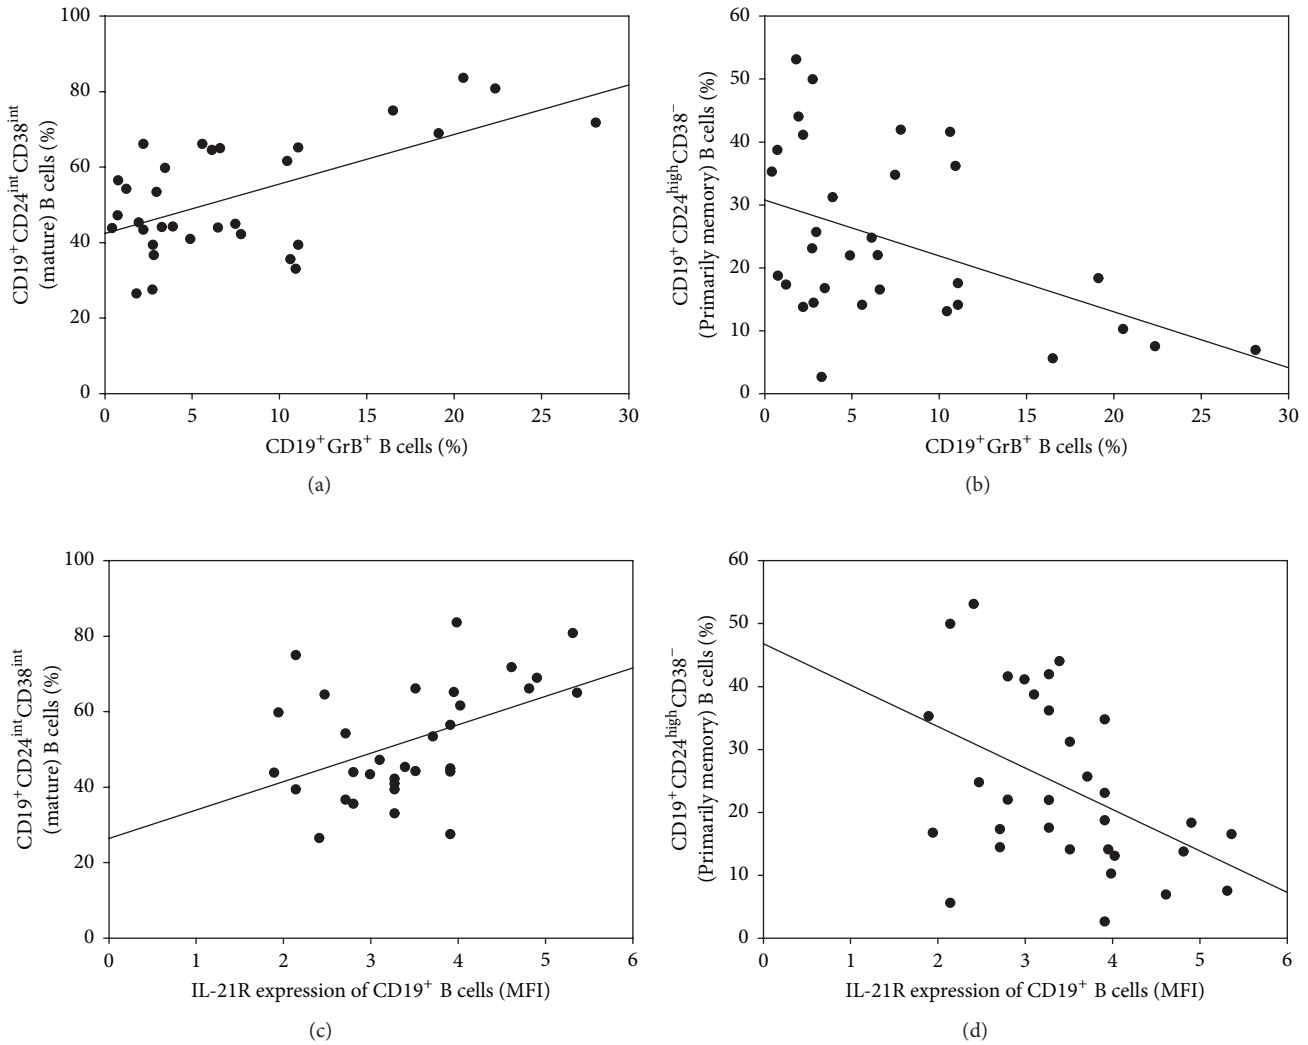 100
80
60
40
20
0
0 5 10 15 20 25 30
CD19⁺CD24ⁱⁿᵗCD38ⁱⁿᵗ
(mature) B cells (%)
CD19⁺GrB⁺ B cells (%)
(a)
60
50
40
30
20
10
0
0 5 10 15 20 25 30
CD19⁺CD24ʰⁱᵍʰCD38⁻
(Primarily memory) B cells (%)
CD19⁺GrB⁺ B cells (%)
(b)
100
80
60
40
20
0
0 1 2 3 4 5 6
CD19⁺CD24ⁱⁿᵗCD38ⁱⁿᵗ
(mature) B cells (%)
IL-21R expression of CD19⁺ B cells (MFI)
(c)
60
50
40
30
20
10
0
0 1 2 3 4 5 6
CD19⁺CD24ʰⁱᵍʰCD38⁻
(Primarily memory) B cells (%)
IL-21R expression of CD19⁺ B cells (MFI)
(d)